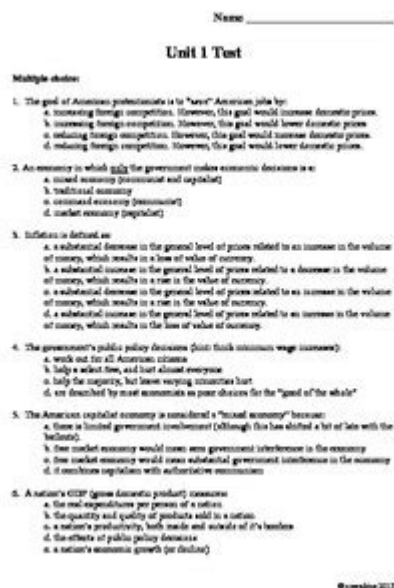 Name
Unit 1 Test
Multiple choice:
1. The goal of American protectionists is to "save" American jobs by:
a. increasing foreign competition. However, this goal would increase domestic prices.
b. increasing foreign competition. However, this goal would lower domestic prices
c. reducing foreign competition. However, this goal would increase domestic prices.
d. reducing foreign competition. However, this goal would lower domestic prices.
2. An economy in which only the government makes economic decisions is a:
a. mixed economy (communist and capitalist)
b. traditional economy
c. command economy (communist)
d. market economy (capitalist)
3. Inflation is defined as:
a. a substantial decrease in the general level of prices related to an increase in the volume
of money, which results in a loss of value of currency.
b. a substantial increase in the general level of prices related to a decrease in the volume
of money, which results in a rise in the value of currency.
c. a substantial decrease in the general level of prices related to an increase in the volume
of money, which results in a rise in the value of currency.
d. a substantial increase in the general level of prices related to an increase in the volume
of money, which results in the loss of value of currency.
4. The government's public policy decisions (hint: think minimum wage increases):
a. work out for all American citizens
b. help a select few, and hurt almost everyone
c. help the majority, but leave varying minorities hurt
d. are described by most economists as poor choices for the "good of the whole"
5. The American capitalist economy is considered a "mixed economy" because:
a. there is limited government involvement (although this has shifted a bit of late with the
bailouts).
b. free market economy would mean zero government interference in the economy
c. free market economy would mean substantial government interference in the economy
d. it combines capitalism with authoritative communism
6. A nation's GDP (gross domestic product) measures:
a. the real expenditures per person of a nation
b. the quantity and quality of products sold in a nation
c. a nation's productivity, both inside and outside of it's borders
d. the effects of public policy decisions
e. a nation's economic growth (or decline)